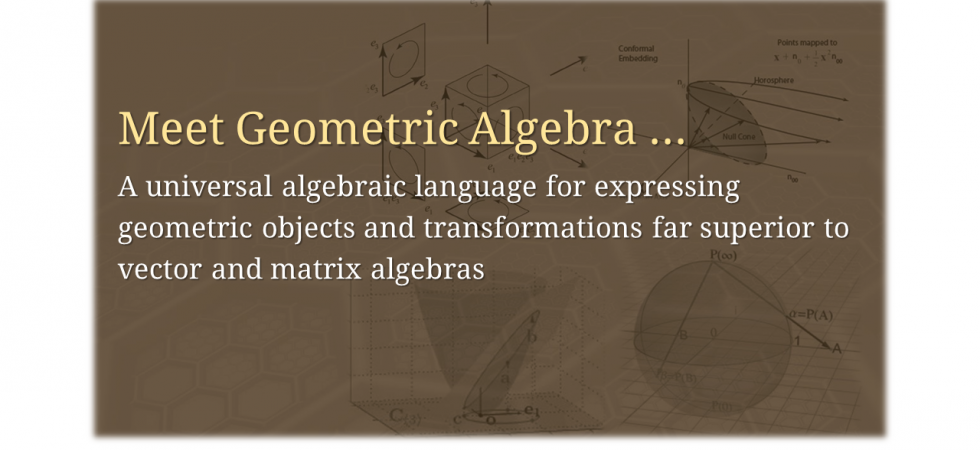 Conformal
Embedding
Points mapped to
Horosphere
Null Cone
Meet Geometric Algebra ...
A universal algebraic language for expressing
geometric objects and transformations far superior to
vector and matrix algebras
P(∞)
α=P(A)
B
0
1
A
b
a
c
o
e₁